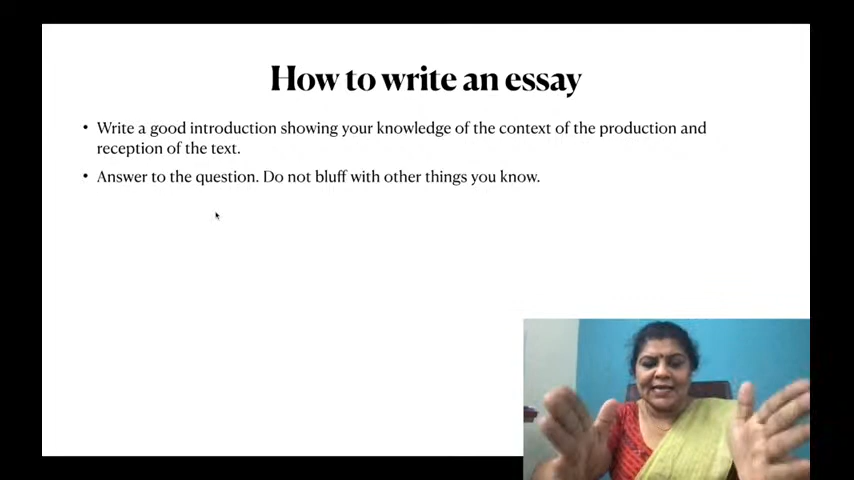 How to write an essay
• Write a good introduction showing your knowledge of the context of the production and
reception of the text.
• Answer to the question. Do not bluff with other things you know.